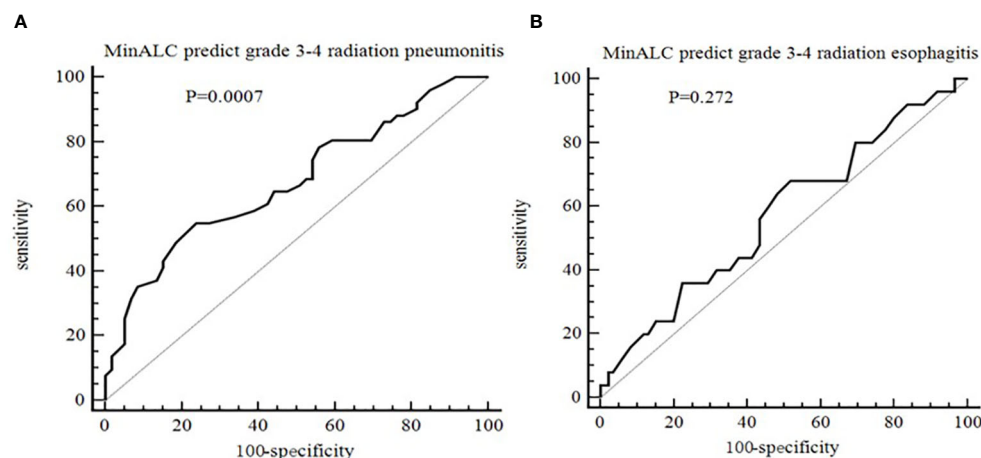 A
MinALC predict grade 3-4 radiation pneumonitis
P=0.0007
100
80
60
40
20
0
sensitivity
0 20 40 60 80 100
100-specificity
B
MinALC predict grade 3-4 radiation esophagitis
P=0.272
100
80
60
40
20
0
sensitivity
0 20 40 60 80 100
100-specificity